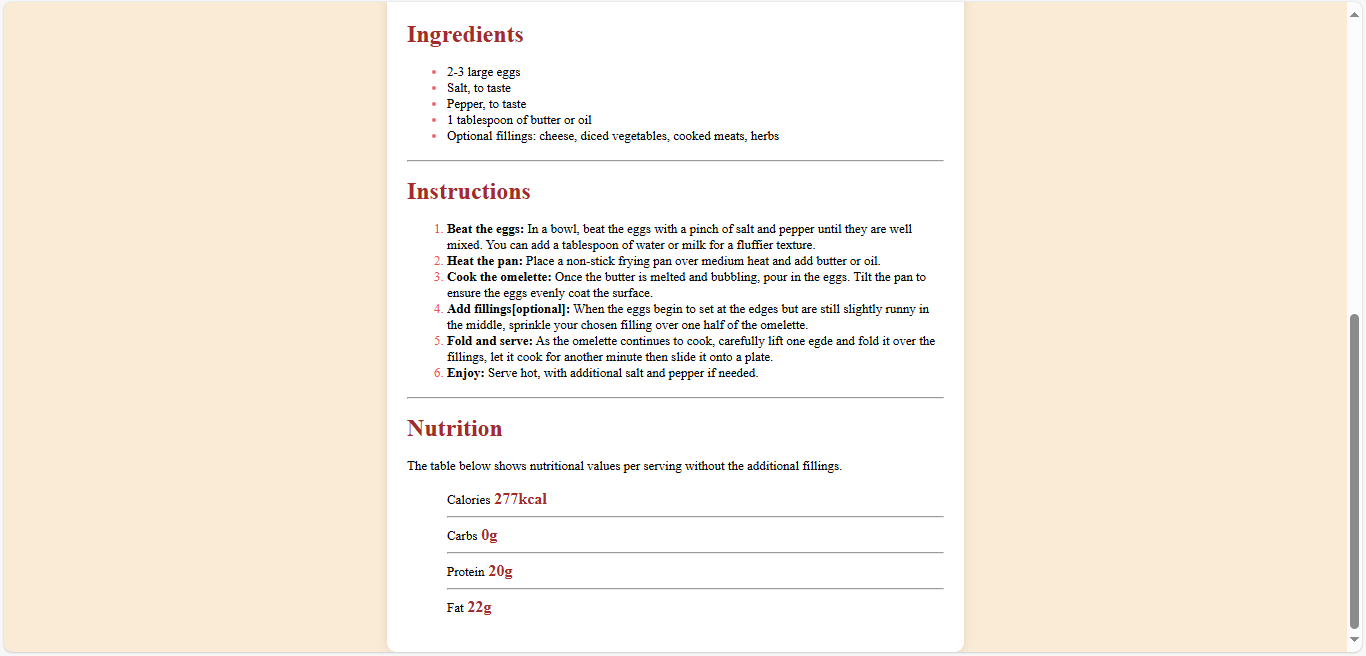 Ingredients
2-3 large eggs
Salt, to taste
Pepper, to taste
1 tablespoon of butter or oil
Optional fillings: cheese, diced vegetables, cooked meats, herbs
Instructions
1. Beat the eggs: In a bowl, beat the eggs with a pinch of salt and pepper until they are well
mixed. You can add a tablespoon of water or milk for a fluffier texture.
2. Heat the pan: Place a non-stick frying pan over medium heat and add butter or oil.
3. Cook the omelette: Once the butter is melted and bubbling, pour in the eggs. Tilt the pan to
ensure the eggs evenly coat the surface.
4. Add fillings[optional]: When the eggs begin to set at the edges but are still slightly runny in
the middle, sprinkle your chosen filling over one half of the omelette.
5. Fold and serve: As the omelette continues to cook, carefully lift one egde and fold it over the
fillings, let it cook for another minute then slide it onto a plate.
6. Enjoy: Serve hot, with additional salt and pepper if needed.
Nutrition
The table below shows nutritional values per serving without the additional fillings.
Calories 277kcal
Carbs 0g
Protein 20g
Fat 22g